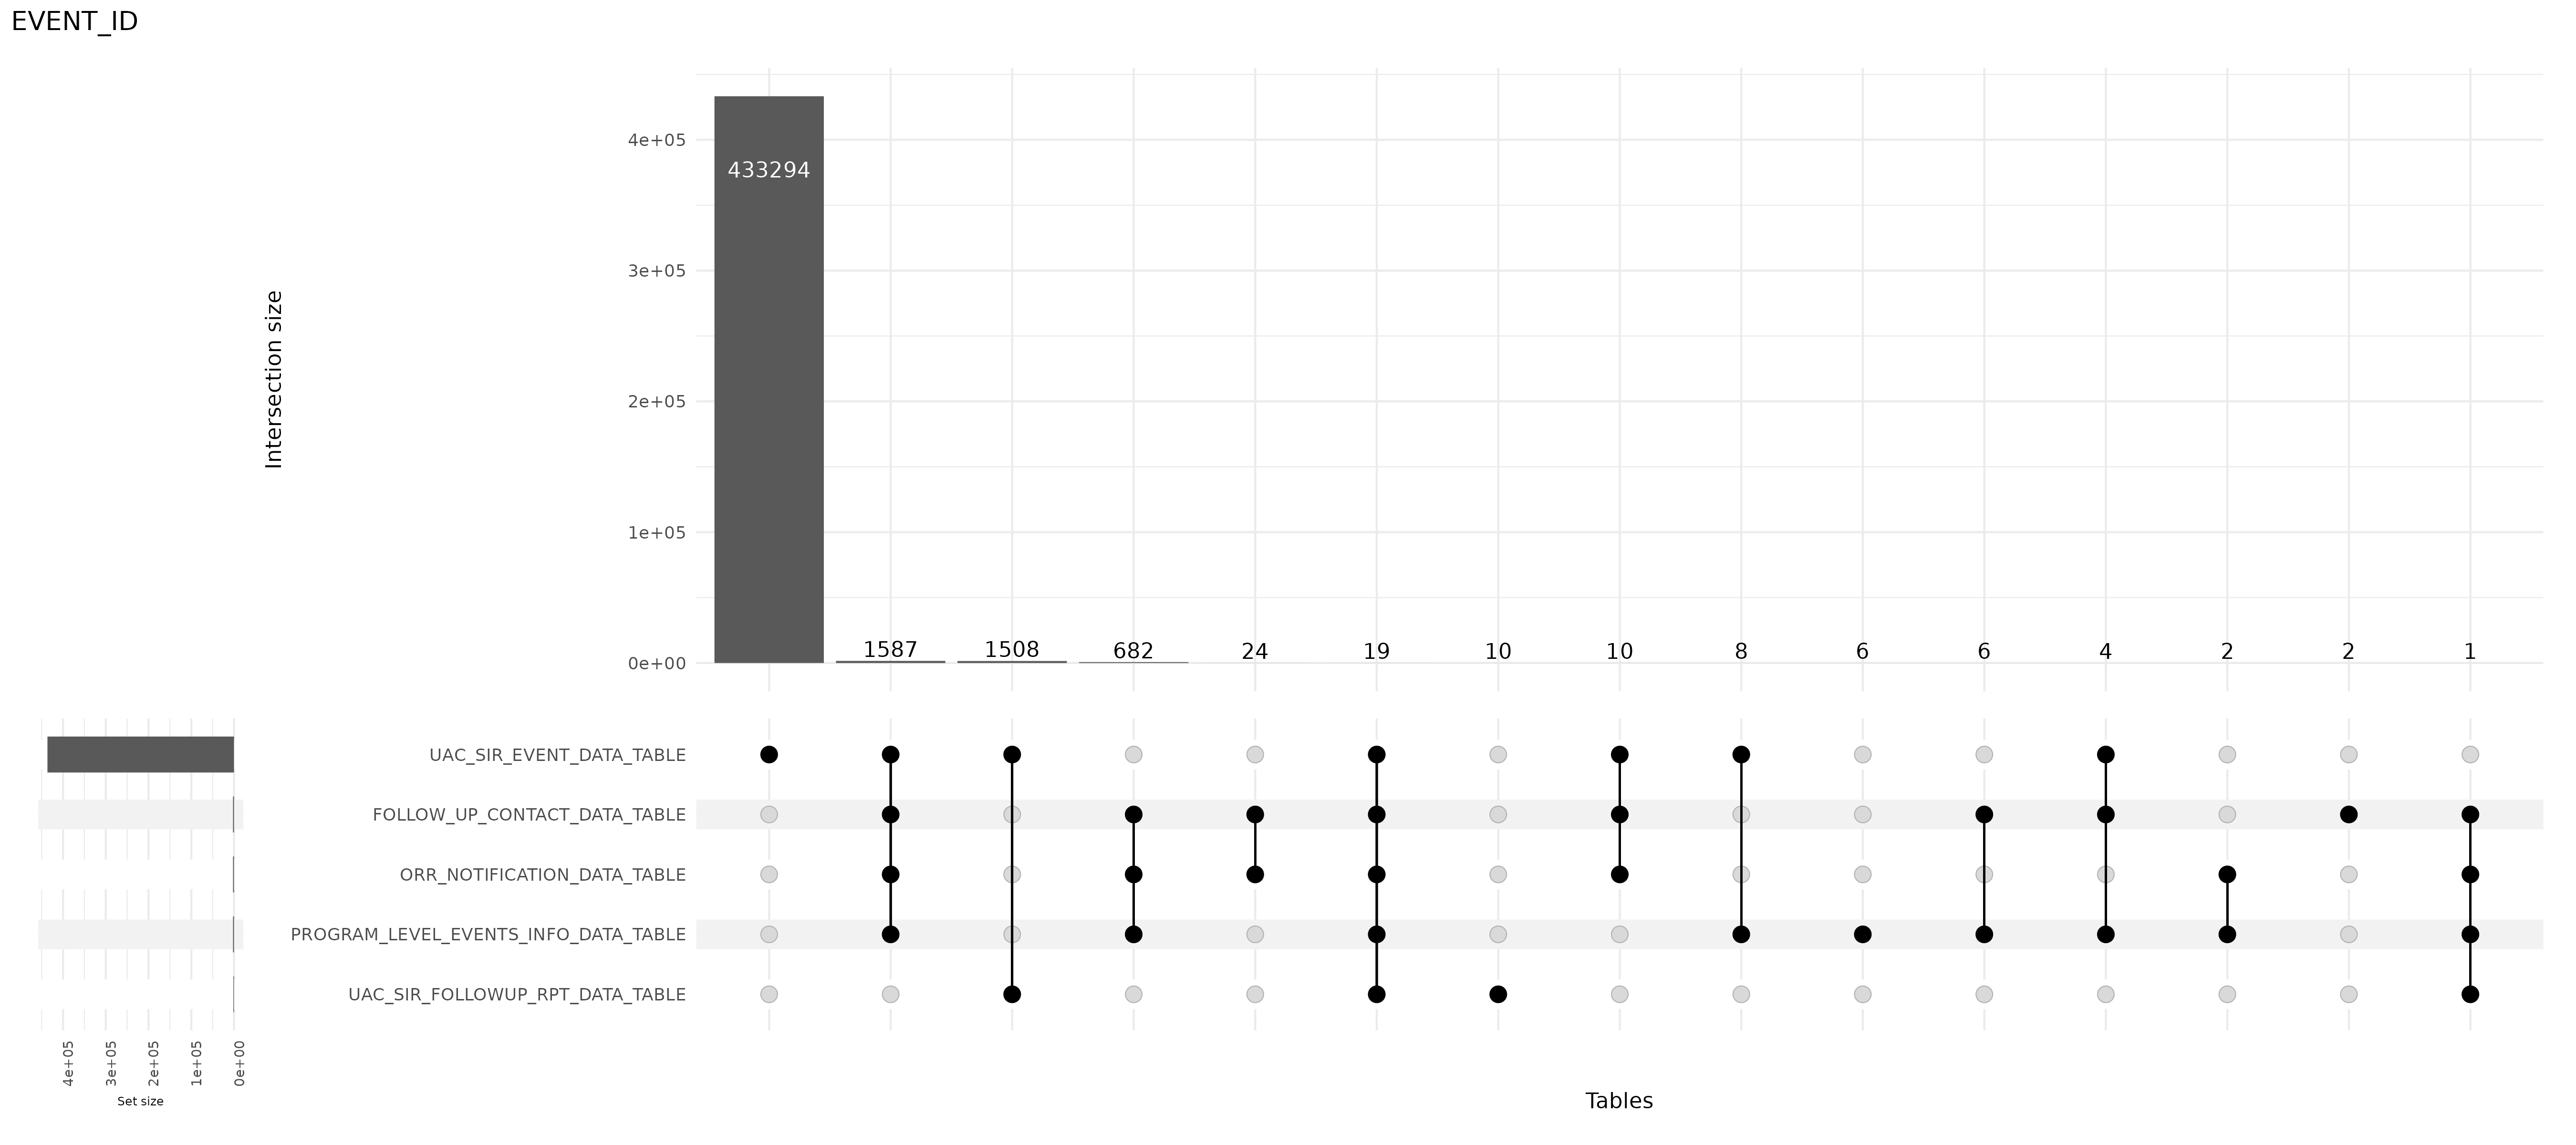 EVENT_ID
Intersection size
4e+05
3e+05
2e+05
1e+05
0e+00
433294
1587
1508
682
24
19
10
10
8
6
6
4
2
2
1
UAC_SIR_EVENT_DATA_TABLE
FOLLOW_UP_CONTACT_DATA_TABLE
ORR_NOTIFICATION_DATA_TABLE
PROGRAM_LEVEL_EVENTS_INFO_DATA_TABLE
UAC_SIR_FOLLOWUP_RPT_DATA_TABLE
4e+05
3e+05
2e+05
1e+05
0e+00
Set size
Tables